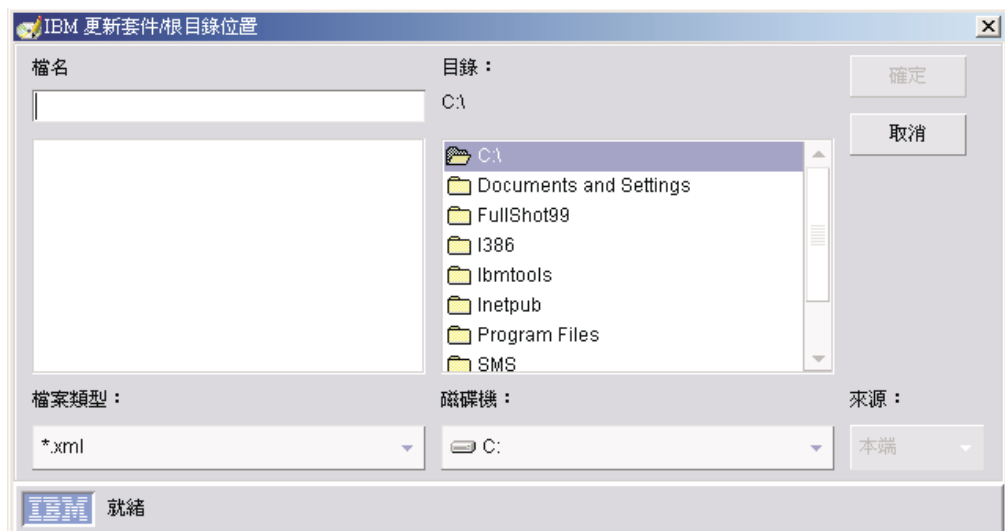 IBM 更新套件/根目錄位置
檔名
目錄：
確定
C:\
取消
C:\
Documents and Settings
FullShot99
I386
Ibmtools
Inetpub
Program Files
SMS
檔案類型：
磁碟機：
來源：
*.xml
C:
本端
IBM 就緒